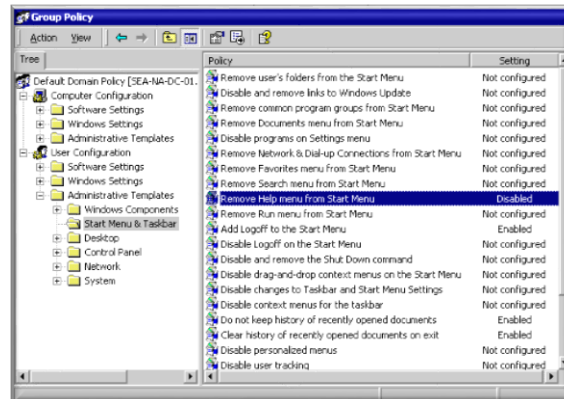 Group Policy
Action View
Tree
Default Domain Policy [SEA-NA-DC-01.
Computer Configuration
Software Settings
Windows Settings
Administrative Templates
User Configuration
Software Settings
Windows Settings
Administrative Templates
Windows Components
Start Menu & Taskbar
Desktop
Control Panel
Network
System
Policy Setting
Remove user's folders from the Start Menu Not configured
Disable and remove links to Windows Update Not configured
Remove common program groups from Start Menu Not configured
Remove Documents menu from Start Menu Not configured
Disable programs on Settings menu Not configured
Remove Network & Dial-up Connections from Start Menu Not configured
Remove Favorites menu from Start Menu Not configured
Remove Search menu from Start Menu Not configured
Remove Help menu from Start Menu Disabled
Remove Run menu from Start Menu Not configured
Add Logoff to the Start Menu Enabled
Disable Logoff on the Start Menu Not configured
Disable and remove the Shut Down command Not configured
Disable drag-and-drop context menus on the Start Menu Not configured
Disable changes to Taskbar and Start Menu Settings Not configured
Disable context menus for the taskbar Not configured
Do not keep history of recently opened documents Enabled
Clear history of recently opened documents on exit Enabled
Disable personalized menus Not configured
Disable user tracking Not configured